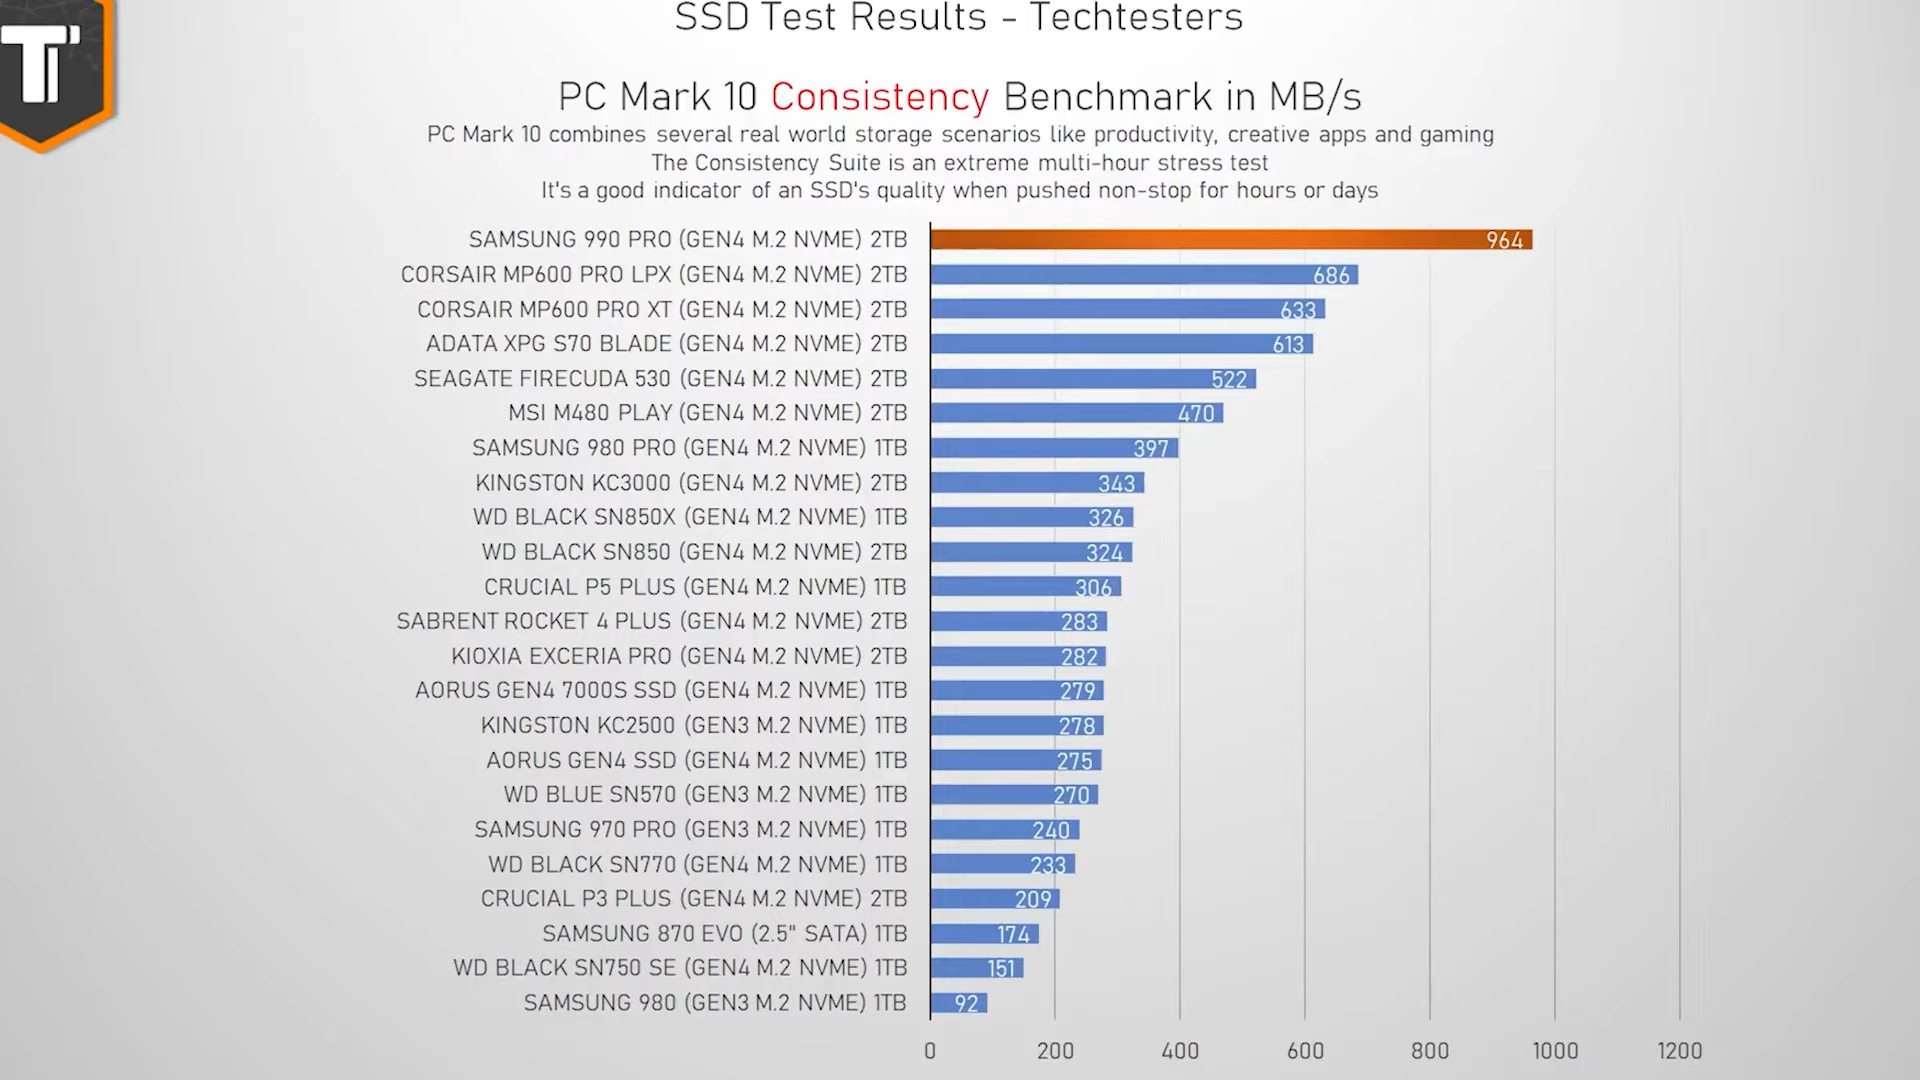 SSD Test Results - Techtesters
PC Mark 10 Consistency Benchmark in MB/s
PC Mark 10 combines several real world storage scenarios like productivity, creative apps and gaming
The Consistency Suite is an extreme multi-hour stress test
It's a good indicator of an SSD's quality when pushed non-stop for hours or days
SAMSUNG 990 PRO (GEN4 M.2 NVME) 2TB 964
CORSAIR MP600 PRO LPX (GEN4 M.2 NVME) 2TB 686
CORSAIR MP600 PRO XT (GEN4 M.2 NVME) 2TB 633
ADATA XPG S70 BLADE (GEN4 M.2 NVME) 2TB 613
SEAGATE FIRECUDA 530 (GEN4 M.2 NVME) 2TB 522
MSI M480 PLAY (GEN4 M.2 NVME) 2TB 470
SAMSUNG 980 PRO (GEN4 M.2 NVME) 1TB 397
KINGSTON KC3000 (GEN4 M.2 NVME) 2TB 343
WD BLACK SN850X (GEN4 M.2 NVME) 1TB 326
WD BLACK SN850 (GEN4 M.2 NVME) 2TB 324
CRUCIAL P5 PLUS (GEN4 M.2 NVME) 1TB 306
SABRENT ROCKET 4 PLUS (GEN4 M.2 NVME) 2TB 283
KIOXIA EXCERIA PRO (GEN4 M.2 NVME) 2TB 282
AORUS GEN4 7000S SSD (GEN4 M.2 NVME) 1TB 279
KINGSTON KC2500 (GEN3 M.2 NVME) 1TB 278
AORUS GEN4 SSD (GEN4 M.2 NVME) 1TB 275
WD BLUE SN570 (GEN3 M.2 NVME) 1TB 270
SAMSUNG 970 PRO (GEN3 M.2 NVME) 1TB 240
WD BLACK SN770 (GEN4 M.2 NVME) 1TB 233
CRUCIAL P3 PLUS (GEN4 M.2 NVME) 2TB 209
SAMSUNG 870 EVO (2.5" SATA) 1TB 174
WD BLACK SN750 SE (GEN4 M.2 NVME) 1TB 151
SAMSUNG 980 (GEN3 M.2 NVME) 1TB 92
0 200 400 600 800 1000 1200